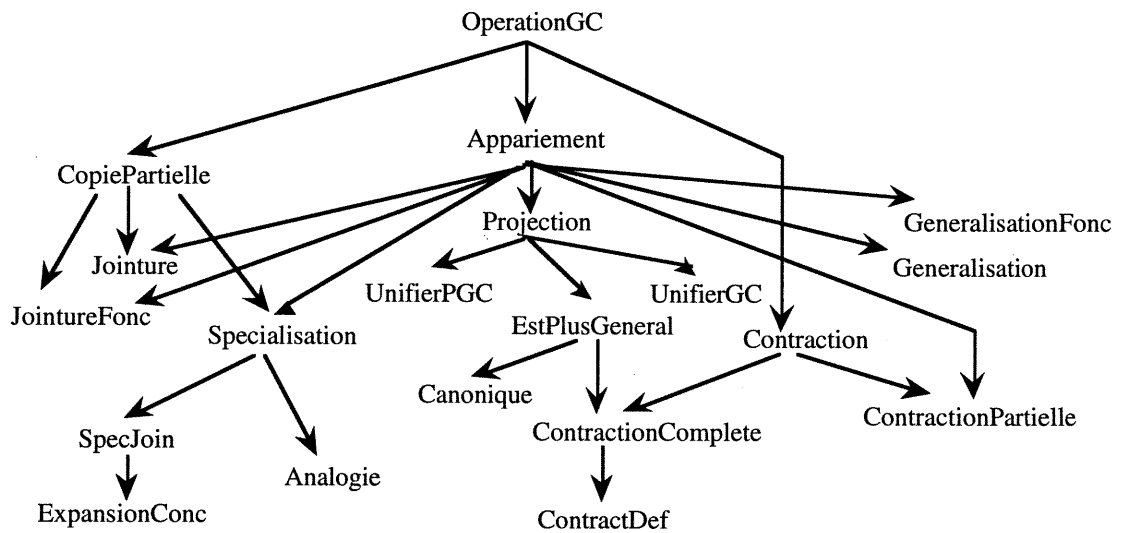 OperationGC
Appariement
CopiePartielle
Projection
GeneralisationFonc
Jointure
Generalisation
UnifierPGC
UnifierGC
JointureFonc
EstPlusGeneral
Specialisation
Contraction
Canonique
ContractionPartielle
SpecJoin
ContractionComplete
Analogie
ExpansionConc
ContractDef